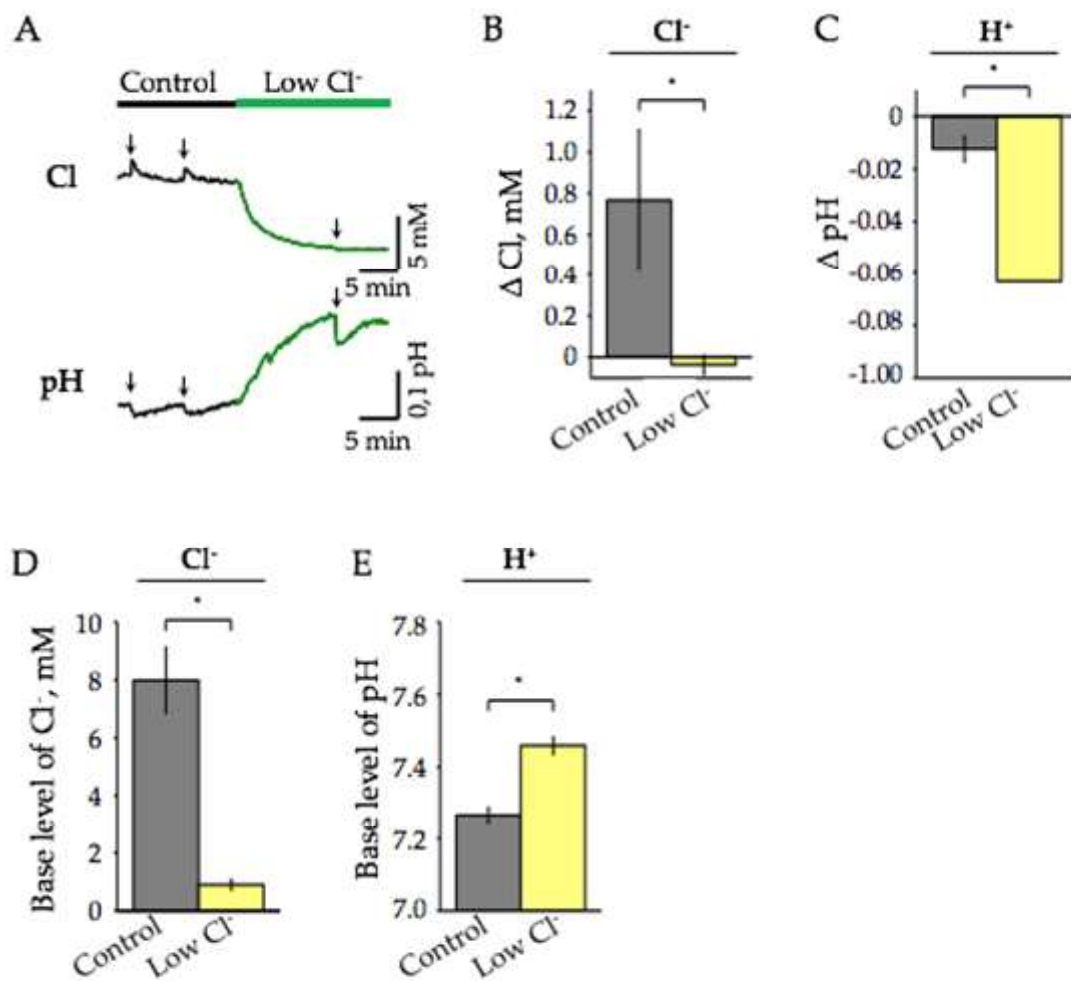 A
Control Low Cl⁻
Cl
5 mM
5 min
pH
0,1 pH
5 min
B
Cl⁻
*
Δ Cl, mM
1.2
1.0
0.8
0.6
0.4
0.2
0
Control
Low Cl⁻
C
H⁺
*
Δ pH
0
-0.02
-0.04
-0.06
-0.08
-1.00
Control
Low Cl⁻
D
Cl⁻
*
Base level of Cl⁻, mM
10
8
6
4
2
0
Control
Low Cl⁻
E
H⁺
*
Base level of pH
7.8
7.6
7.4
7.2
7.0
Control
Low Cl⁻